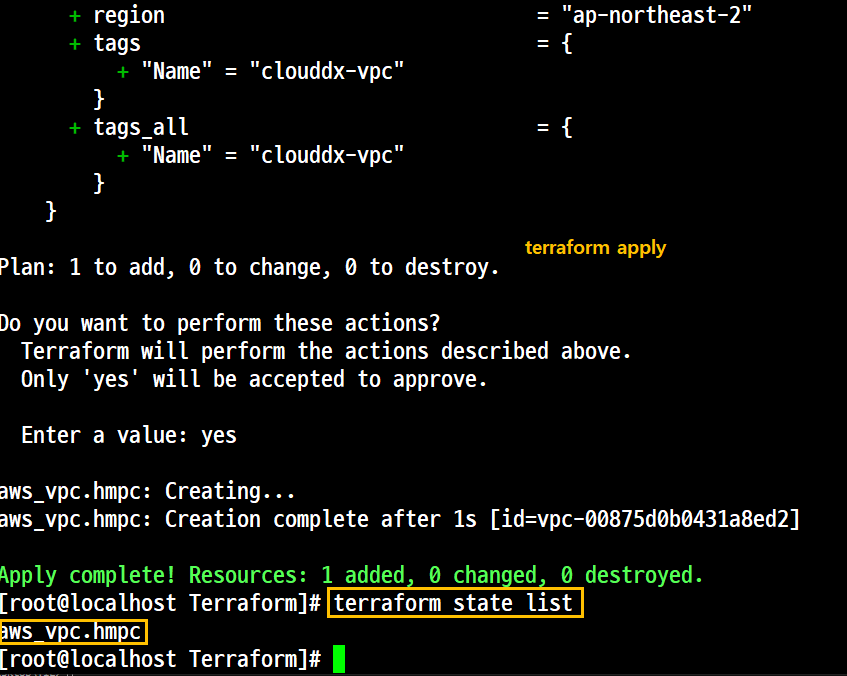 + region = "ap-northeast-2"
+ tags = {
+ "Name" = "clouddx-vpc"
}
+ tags_all = {
+ "Name" = "clouddx-vpc"
}
}
terraform apply
Plan: 1 to add, 0 to change, 0 to destroy.
Do you want to perform these actions?
Terraform will perform the actions described above.
Only 'yes' will be accepted to approve.
Enter a value: yes
aws_vpc.hmpc: Creating...
aws_vpc.hmpc: Creation complete after 1s [id=vpc-00875d0b0431a8ed2]
Apply complete! Resources: 1 added, 0 changed, 0 destroyed.
[root@localhost Terraform]# terraform state list
aws_vpc.hmpc
[root@localhost Terraform]#